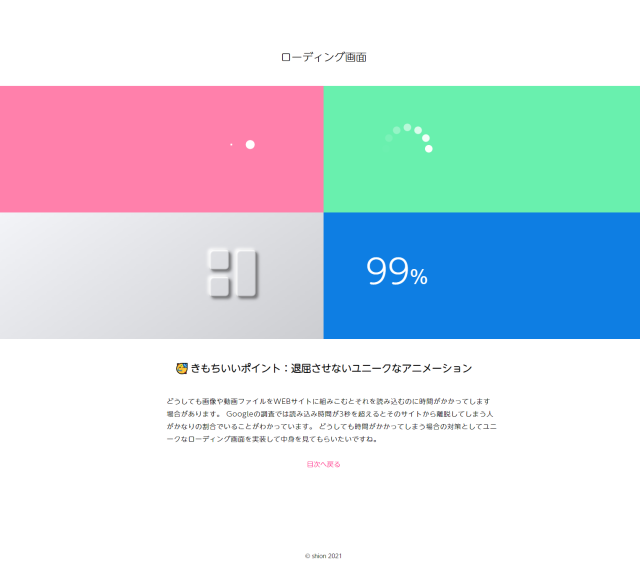 ローディング画面
99%
きもちいいポイント：退屈させないユニークなアニメーション
どうしても画像や動画ファイルをWEBサイトに組みこむとそれを読み込むのに時間がかかってします
場合があります。 Googleの調査では読み込み時間が3秒を超えるとそのサイトから離脱してしまう人
がかなりの割合でいることがわかっています。 どうしても時間がかかってしまう場合の対策としてユニ
ークなローディング画面を実装して中身を見てもらいたいですね。
目次へ戻る
© shion 2021